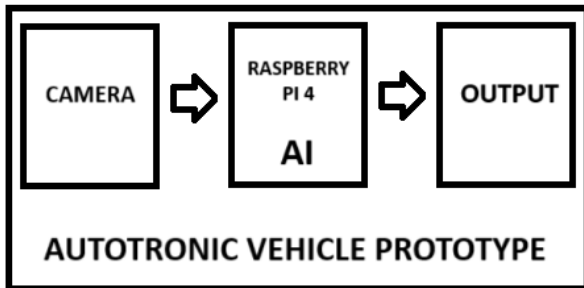 CAMERA
RASPBERRY
PI 4
AI
OUTPUT
AUTOTRONIC VEHICLE PROTOTYPE